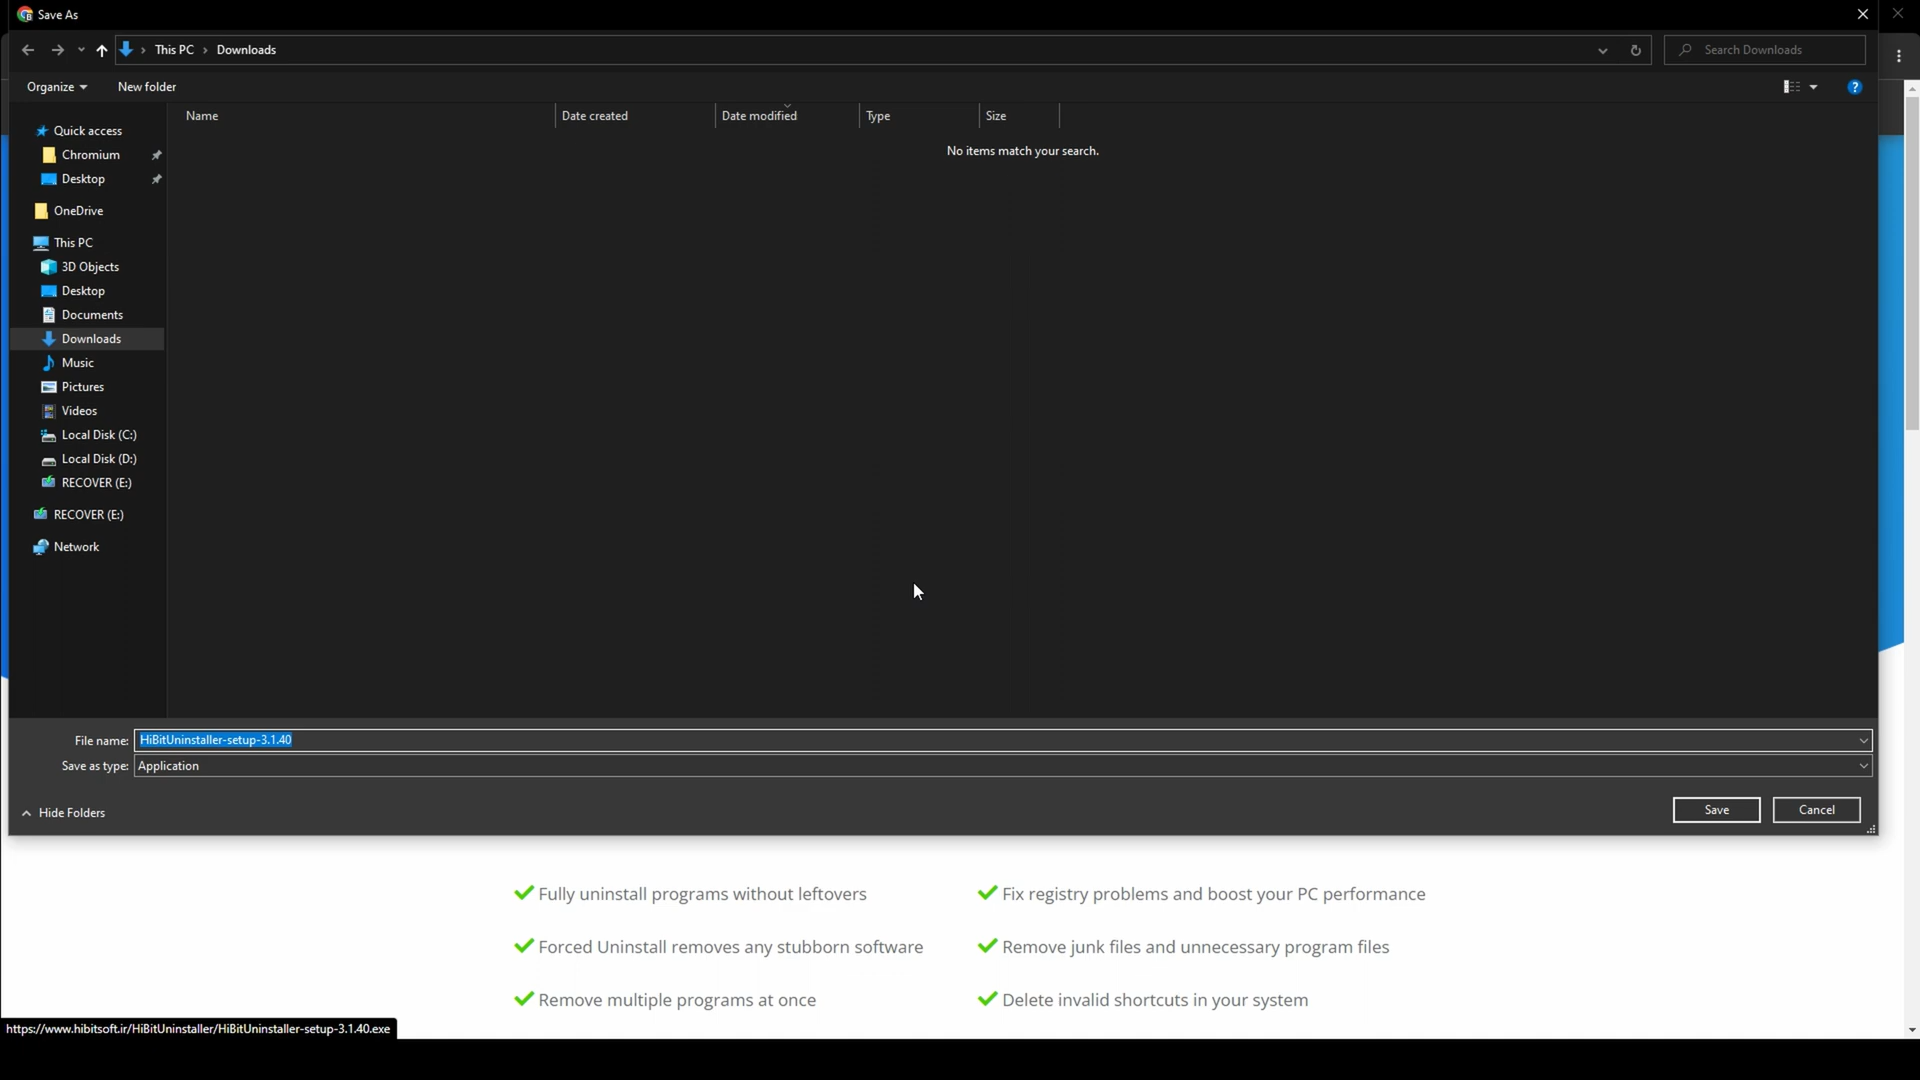 Save As
This PC > Downloads
Search Downloads
Organize
New folder
?
Name
Date created
Date modified
Type
Size
No items match your search.
Quick access
Chromium
Desktop
OneDrive
This PC
3D Objects
Desktop
Documents
Downloads
Music
Pictures
Videos
Local Disk (C:)
Local Disk (D:)
RECOVER (E:)
RECOVER (E:)
Network
File name: HiBitUninstaller-setup-3.1.40
Save as type: Application
Hide Folders
Save
Cancel
Fully uninstall programs without leftovers
Fix registry problems and boost your PC performance
Forced Uninstall removes any stubborn software
Remove junk files and unnecessary program files
Remove multiple programs at once
Delete invalid shortcuts in your system
https://www.hibitsoft.ir/HiBitUninstaller/HiBitUninstaller-setup-3.1.40.exe